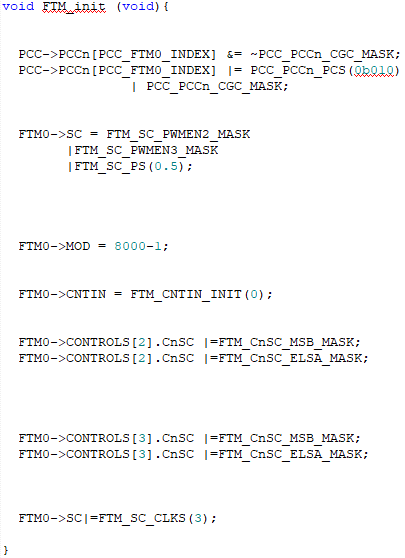 void FTM_init (void){
PCC->PCCn[PCC_FTM0_INDEX] &= ~PCC_PCCn_CGC_MASK;
PCC->PCCn[PCC_FTM0_INDEX] |= PCC_PCCn_PCS(0b010)
| PCC_PCCn_CGC_MASK;
FTM0->SC = FTM_SC_PWMEN2_MASK
|FTM_SC_PWMEN3_MASK
|FTM_SC_PS(0.5);
FTM0->MOD = 8000-1;
FTM0->CNTIN = FTM_CNTIN_INIT(0);
FTM0->CONTROLS[2].CnSC |=FTM_CnSC_MSB_MASK;
FTM0->CONTROLS[2].CnSC |=FTM_CnSC_ELSA_MASK;
FTM0->CONTROLS[3].CnSC |=FTM_CnSC_MSB_MASK;
FTM0->CONTROLS[3].CnSC |=FTM_CnSC_ELSA_MASK;
FTM0->SC|=FTM_SC_CLKS(3);
}